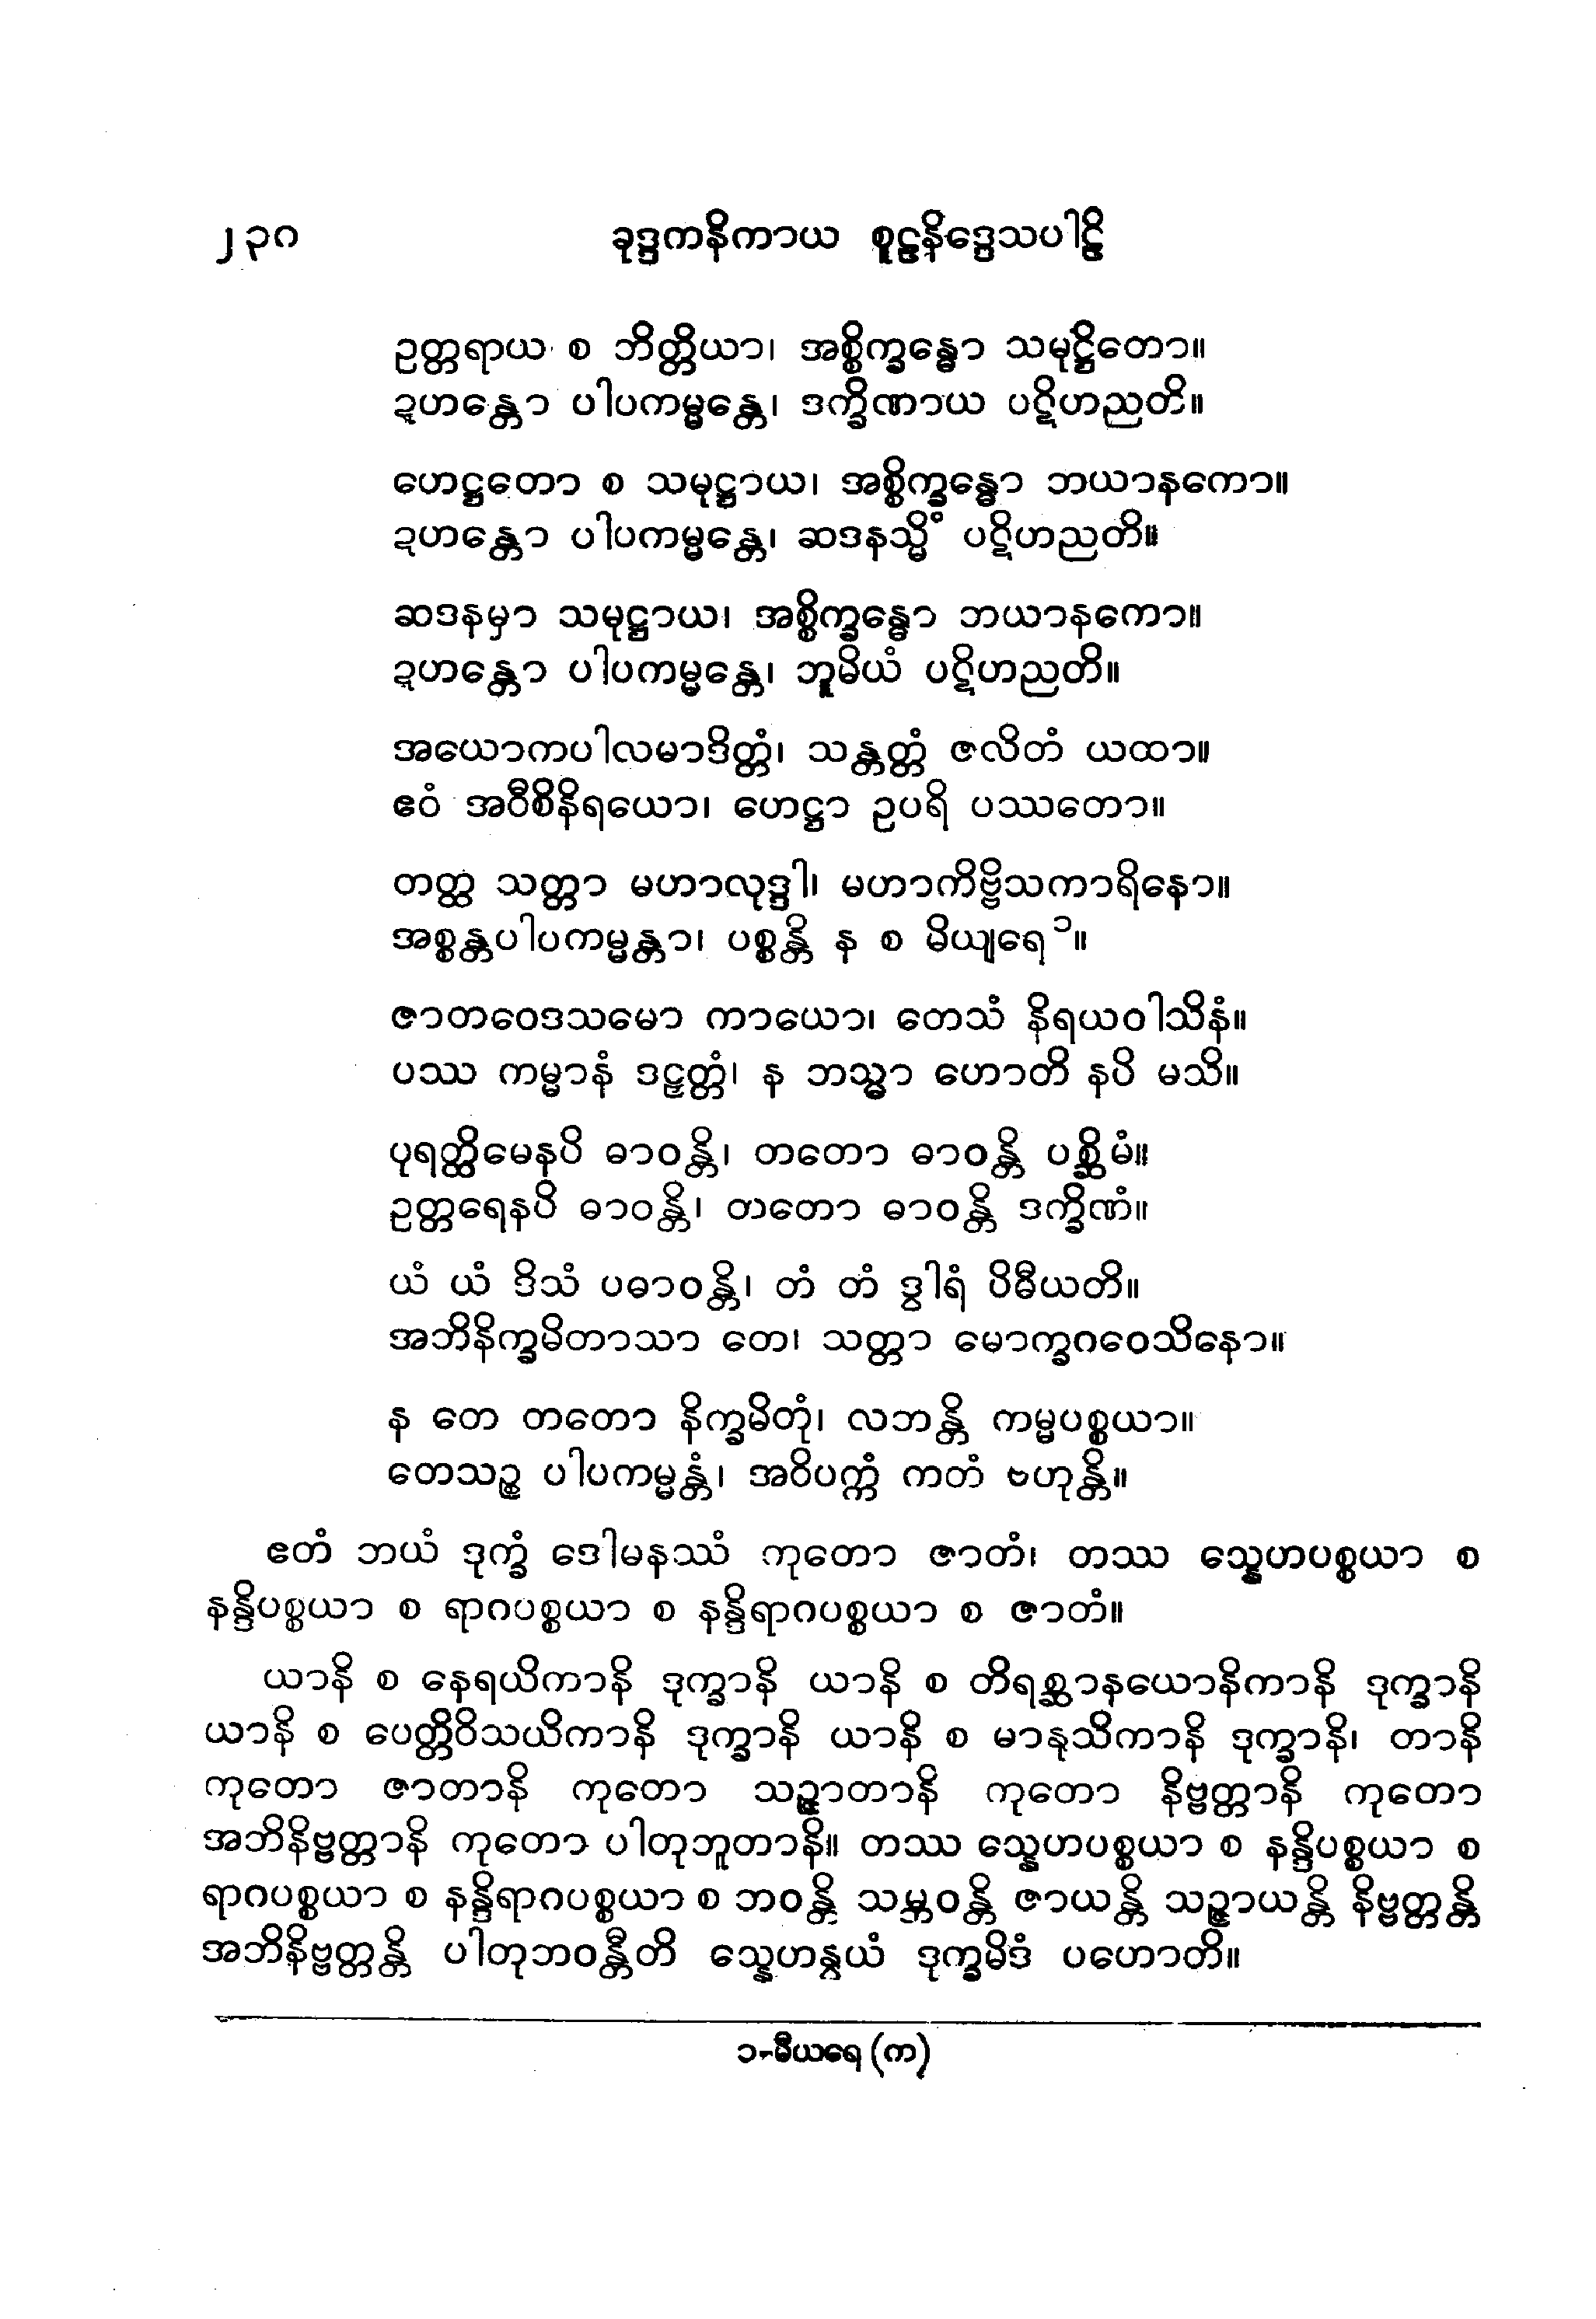 ၂၃၀ ခုဒ္ဒကနိကာယ စူဠနိဒ္ဒေသပါဠိ
ဥတ္တရာယ စ ဘိတ္တိယာ၊ အစ္စိက္ခန္ဓော သမုဋ္ဌိတော။
ဍဟန္တော ပါပကမ္မန္တေ၊ ဒက္ခိဏာယ ပဋိဟညတိ။
ဟေဋ္ဌတော စ သမုဋ္ဌာယ၊ အစ္စိက္ခန္ဓော ဘယာနကော။
ဍဟန္တော ပါပကမ္မန္တေ၊ ဆဒနသ္မိံ ပဋိဟညတိ။
ဆဒနမှာ သမုဋ္ဌာယ၊ အစ္စိက္ခန္ဓော ဘယာနကော။
ဍဟန္တော ပါပကမ္မန္တေ၊ ဘူမိယံ ပဋိဟညတိ။
အယောကပါလမာဒိတ္တံ၊ သန္တတ္တံ ဇလိတံ ယထာ။
ဧဝံ အဝီစိနိရယော၊ ဟေဋ္ဌာ ဥပရိ ပဿတော။
တတ္ထ သတ္တာ မဟာလုဒ္ဒါ၊ မဟာကိဗ္ဗိသကာရိနော။
အစ္စန္တပါပကမ္မန္တာ၊ ပစ္စန္တိ န စ မိယျရေ၁။
ဇာတဝေဒသမော ကာယော၊ တေသံ နိရယဝါသိနံ။
ပဿ ကမ္မာနံ ဒဠှတ္တံ၊ န ဘသ္မာ ဟောတိ နပိ မသိ။
ပုရတ္ထိမေနပိ ဓာဝန္တိ၊ တတော ဓာဝန္တိ ပစ္ဆိမံ။
ဥတ္တရေနပိ ဓာဝန္တိ၊ တတော ဓာဝန္တိ ဒက္ခိဏံ။
ယံ ယံ ဒိသံ ပဓာဝန္တိ၊ တံ တံ ဒွါရံ ပိဓီယတိ။
အဘိနိက္ခမိတာသာ တေ၊ သတ္တာ မောက္ခဂဝေသိနော။
န တေ တတော နိက္ခမိတုံ၊ လဘန္တိ ကမ္မပစ္စယာ။
တေသဉ္စ ပါပကမ္မန္တံ၊ အဝိပက္ကံ ကတံ ဗဟုန္တိ။
ဧတံ ဘယံ ဒုက္ခံ ဒေါမနဿံ ကုတော ဇာတံ၊ တဿ သ္နေဟပစ္စယာ စ
နန္ဒိပစ္စယာ စ ရာဂပစ္စယာ စ နန္ဒိရာဂပစ္စယာ စ ဇာတံ။
ယာနိ စ နေရယိကာနိ ဒုက္ခာနိ ယာနိ စ တိရစ္ဆာနယောနိကာနိ ဒုက္ခာနိ
ယာနိ စ ပေတ္တိဝိသယိကာနိ ဒုက္ခာနိ ယာနိ စ မာနုသိကာနိ ဒုက္ခာနိ၊ တာနိ
ကုတော ဇာတာနိ ကုတော သဉ္ဇာတာနိ ကုတော နိဗ္ဗတ္တာနိ ကုတော
အဘိနိဗ္ဗတ္တာနိ ကုတော ပါတုဘူတာနိ။ တဿ သ္နေဟပစ္စယာ စ နန္ဒိပစ္စယာ စ
ရာဂပစ္စယာ စ နန္ဒိရာဂပစ္စယာ စ ဘဝန္တိ သမ္ဘဝန္တိ ဇာယန္တိ သဉ္ဇာယန္တိ နိဗ္ဗတ္တန္တိ
အဘိနိဗ္ဗတ္တန္တိ ပါတုဘဝန္တီတိ သ္နေဟနွယံ ဒုက္ခမိဒံ ပဟောတိ။
၁-မီယရေ (က)